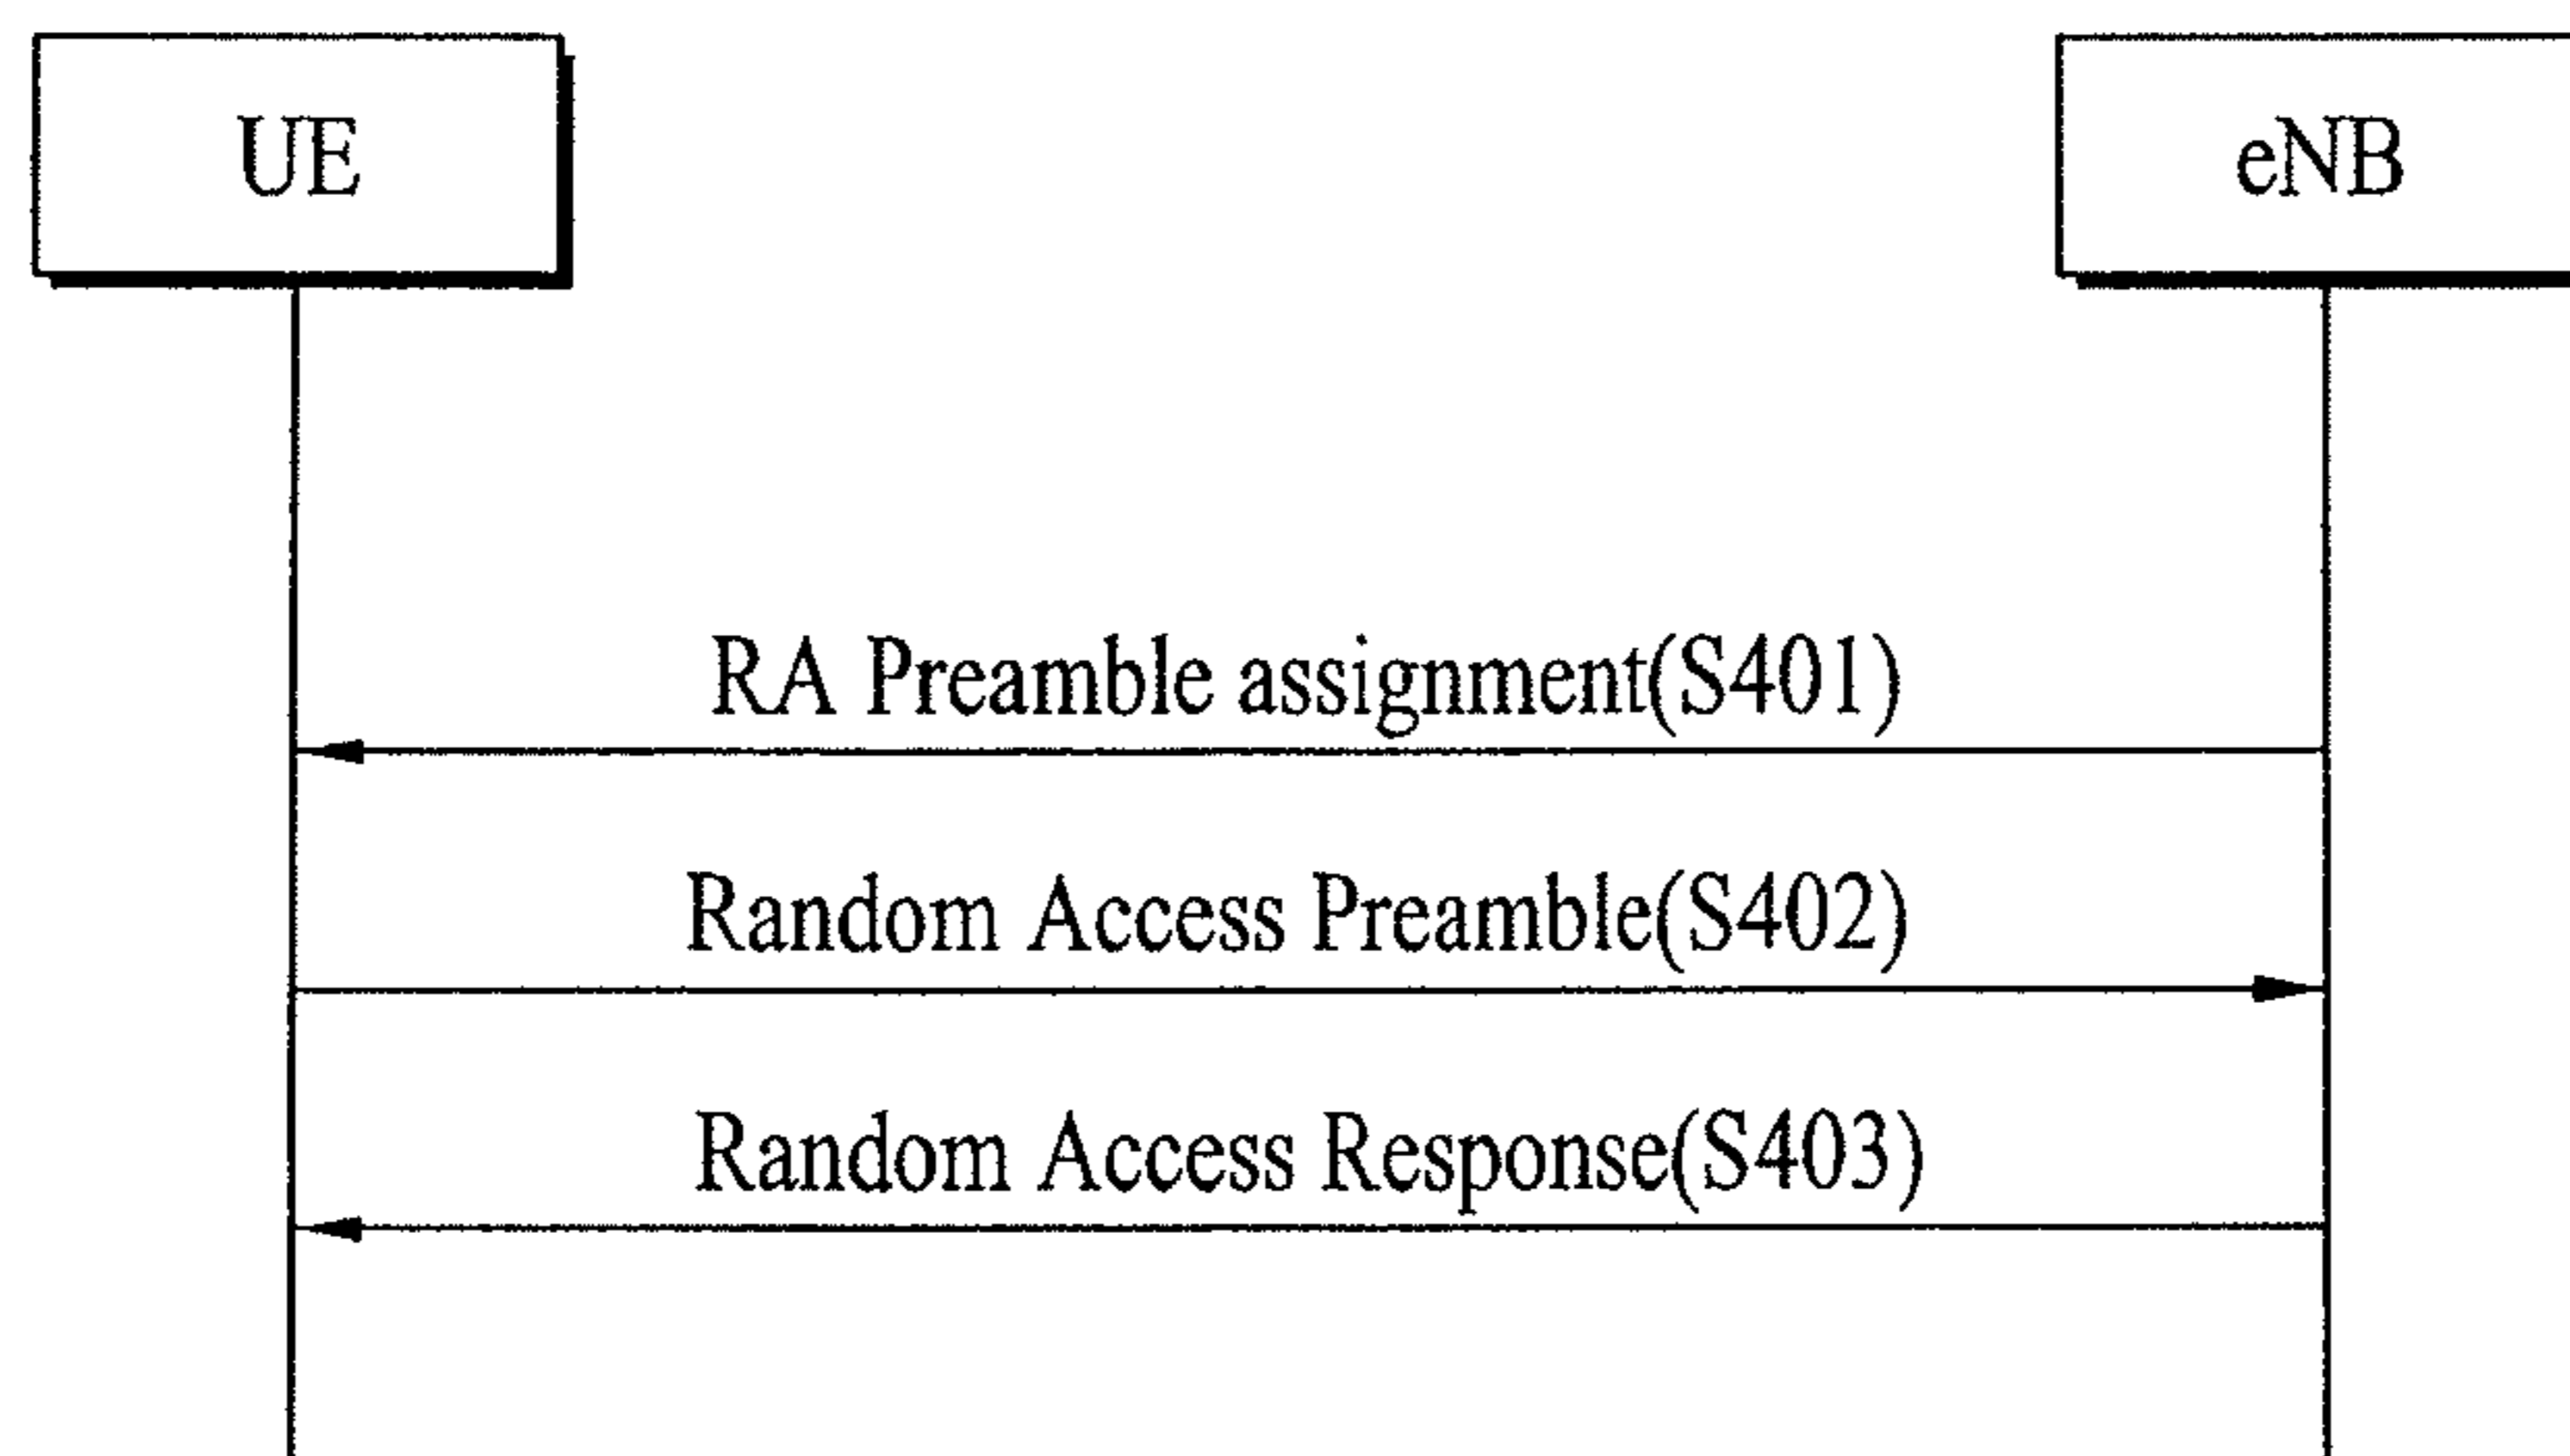 UE
eNB
RA Preamble assignment(S401)
Random Access Preamble(S402)
Random Access Response(S403)